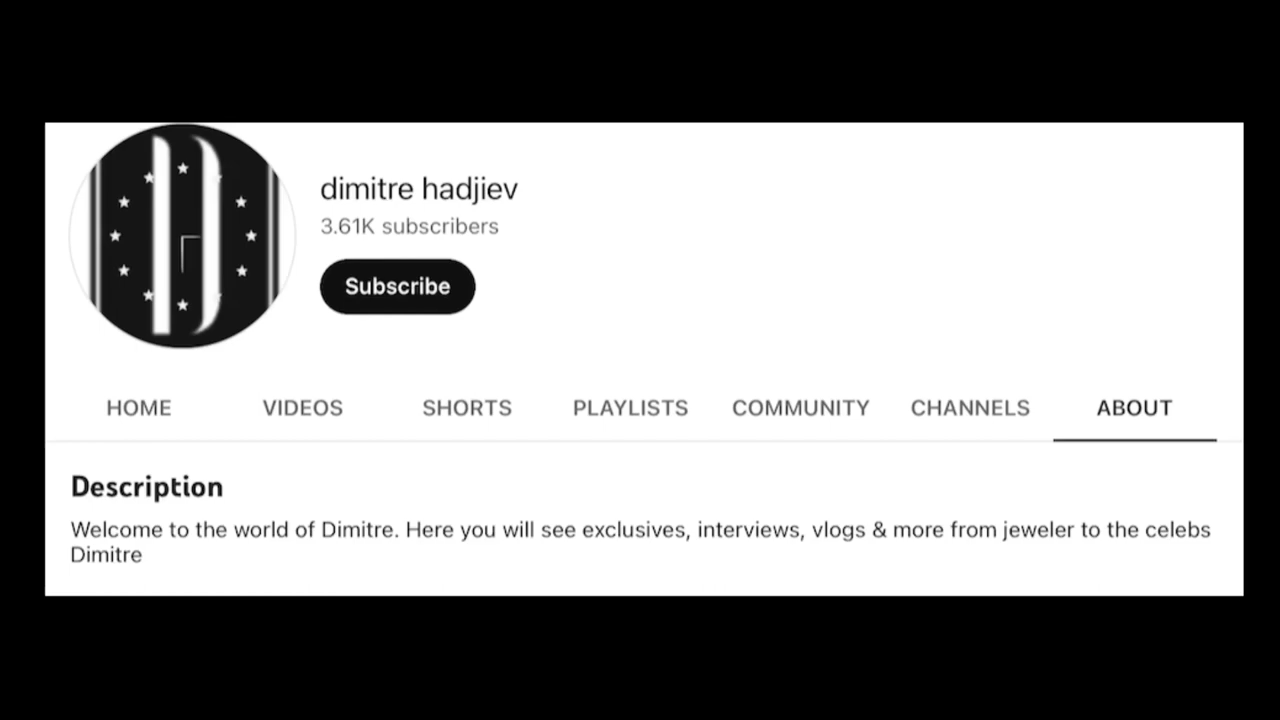 dimitre hadjiev
3.61K subscribers
Subscribe
HOME VIDEOS SHORTS PLAYLISTS COMMUNITY CHANNELS ABOUT
Description
Welcome to the world of Dimitre. Here you will see exclusives, interviews, vlogs & more from jeweler to the celebs
Dimitre